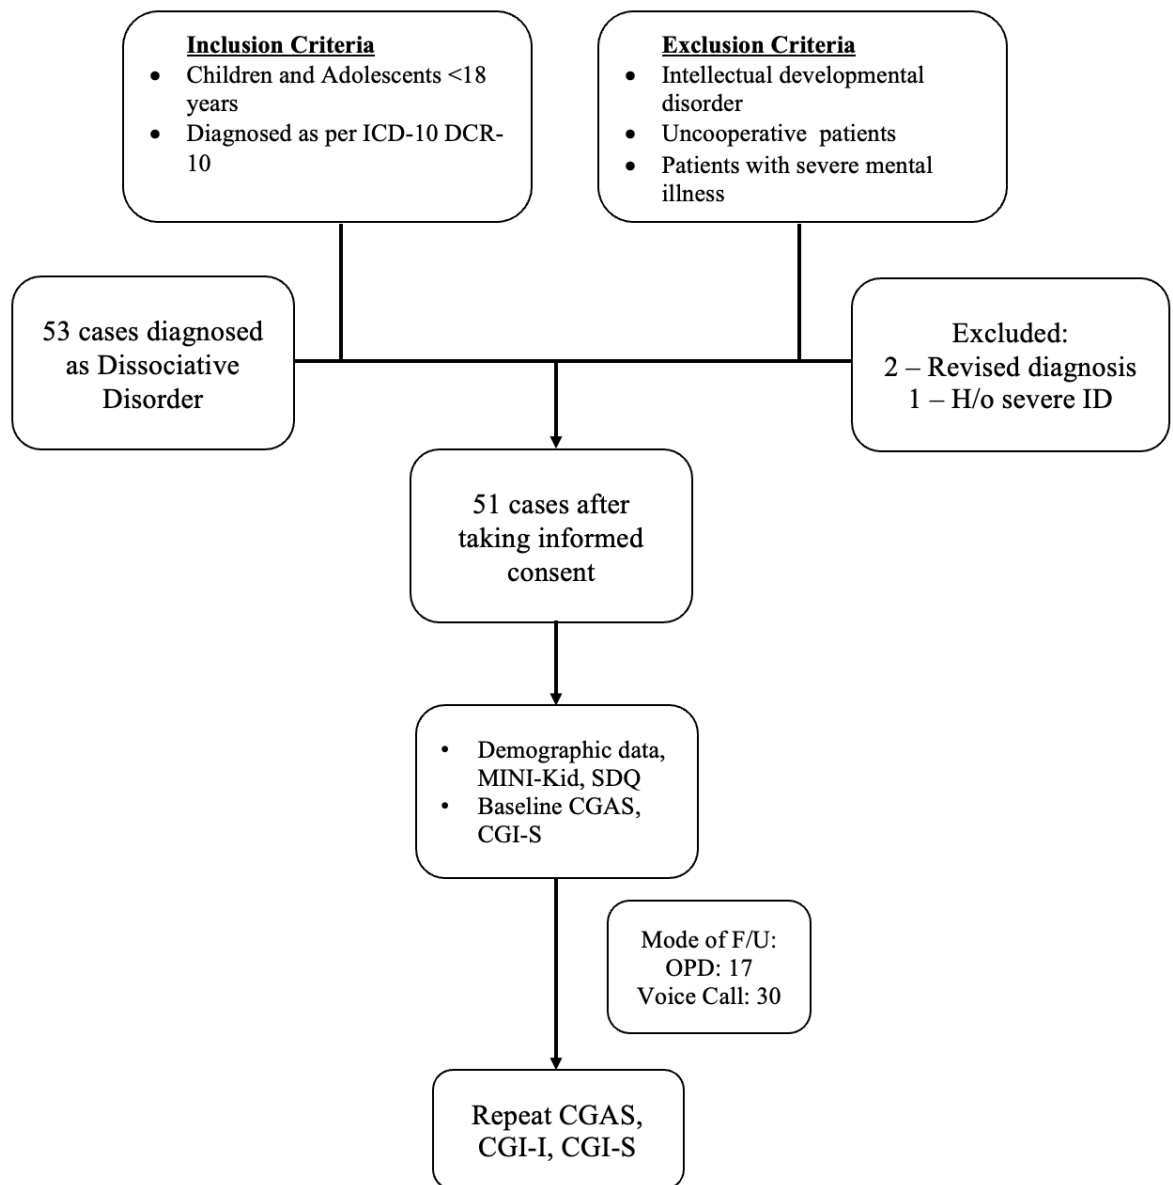 Inclusion Criteria
• Children and Adolescents <18
years
• Diagnosed as per ICD-10 DCR-
10
Exclusion Criteria
• Intellectual developmental
disorder
• Uncooperative patients
• Patients with severe mental
illness
53 cases diagnosed
as Dissociative
Disorder
Excluded:
2 – Revised diagnosis
1 – H/o severe ID
51 cases after
taking informed
consent
• Demographic data,
MINI-Kid, SDQ
• Baseline CGAS,
CGI-S
Mode of F/U:
OPD: 17
Voice Call: 30
Repeat CGAS,
CGI-I, CGI-S